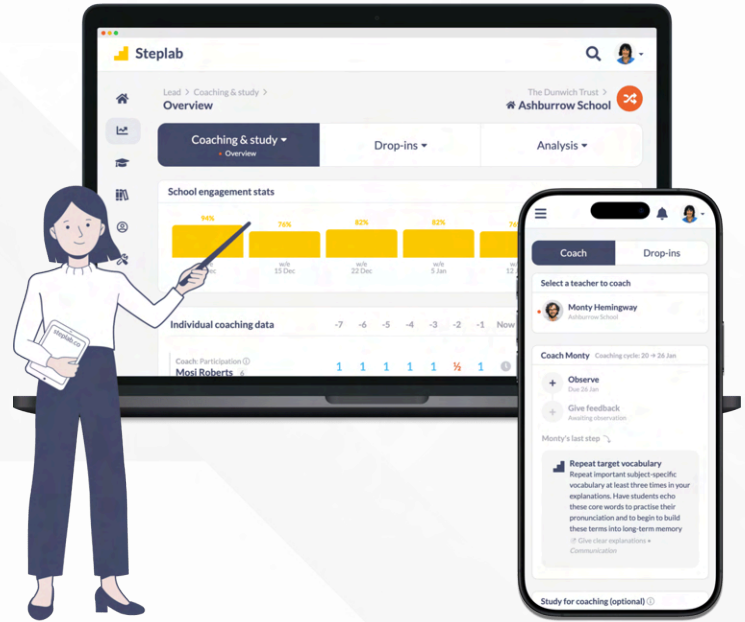 Steplab
Lead > Coaching & study >
Overview
The Dunwich Trust >
Ashburrow School
Coaching & study
• Overview
Drop-ins
Analysis
School engagement stats
94%
76%
82%
82%
w/e
15 Dec
w/e
22 Dec
w/e
5 Jan
Individual coaching data
-7 -6 -5 -4 -3 -2 -1 Now
Coach: Participation
Mosi Roberts 6
1 1 1 1 1 ½ 1
steplab.co
Coach
Drop-ins
Select a teacher to coach
Monty Hemingway
Ashburrow School
Coach Monty Coaching cycle: 20 → 26 Jan
Observe
Due 26 Jan
Give feedback
Awaiting observation
Monty's last step
Repeat target vocabulary
Repeat important subject-specific
vocabulary at least three times in your
explanations. Have students echo
these core words to practise their
pronunciation and to begin to build
these terms into long-term memory
Give clear explanations •
Communication
Study for coaching (optional)